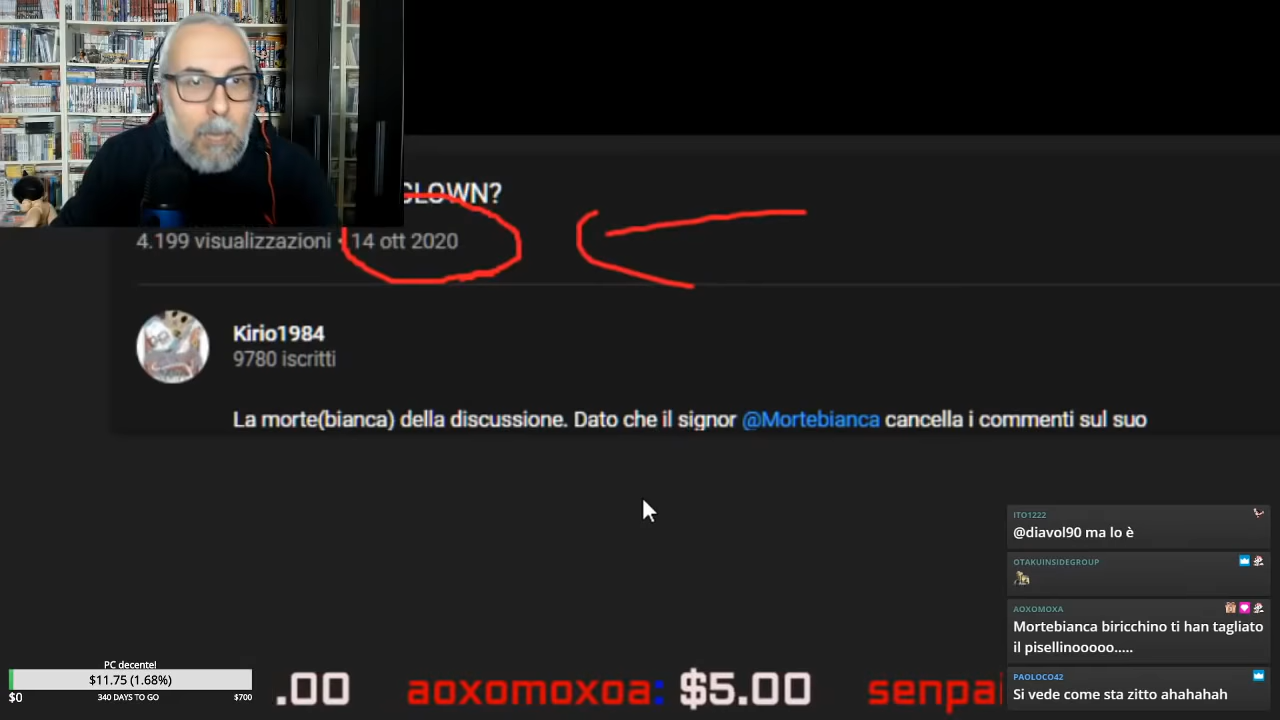 CLOWN?
4.199 visualizzazioni • 14 ott 2020
Kirio1984
9780 iscritti
La morte(bianca) della discussione. Dato che il signor @Mortebianca cancella i commenti sul suo
ITO1222
@diavol90 ma lo è
OTAKUINSIDEGROUP
AOXOMOXA
Mortebianca biricchino ti han tagliato
il pisellinooooo.....
PAOLOCO42
Si vede come sta zitto ahahahah
PC decente!
$11.75 (1.68%)
$0 340 DAYS TO GO $700
.00 aoxomoxoa: $5.00 senpai